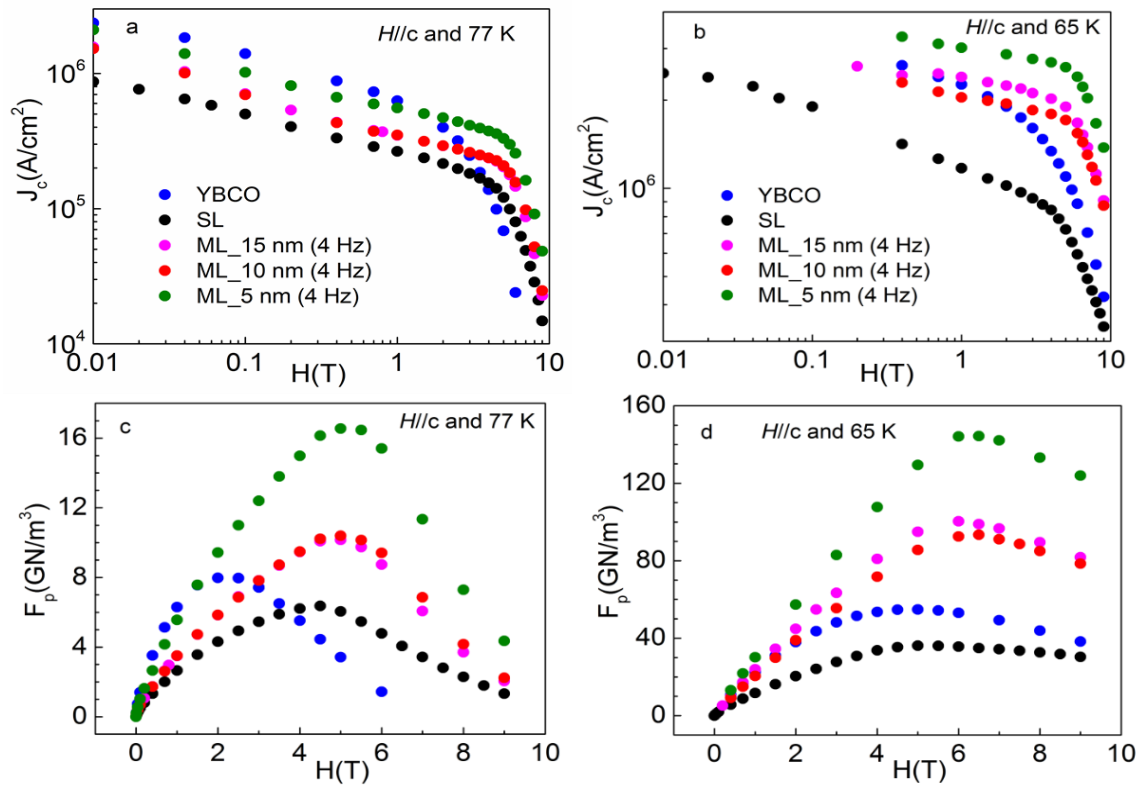 a
H//c and 77 K
10^6
10^5
10^4
J_c(A/cm^2)
YBCO
SL
ML_15 nm (4 Hz)
ML_10 nm (4 Hz)
ML_5 nm (4 Hz)
0.01
0.1
1
10
H(T)
b
H//c and 65 K
10^6
J_c(A/cm^2)
YBCO
SL
ML_15 nm (4 Hz)
ML_10 nm (4 Hz)
ML_5 nm (4 Hz)
0.01
0.1
1
10
H(T)
c
H//c and 77 K
16
12
8
4
0
F_p(GN/m^3)
0
2
4
6
8
10
H(T)
d
H//c and 65 K
160
120
80
40
0
F_p(GN/m^3)
0
2
4
6
8
10
H(T)